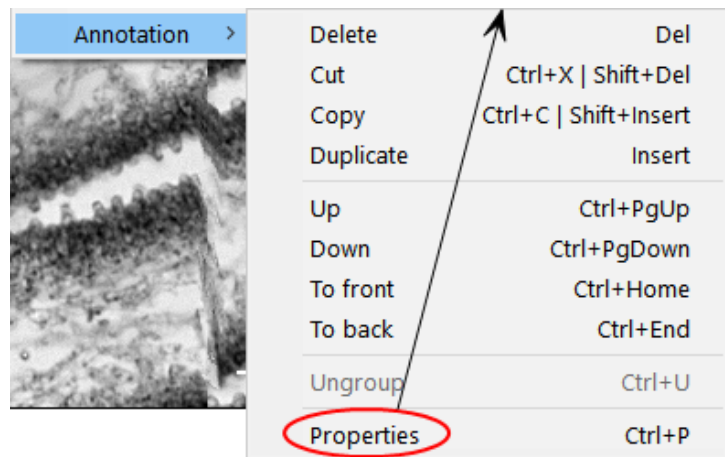 Annotation >
Delete Del
Cut Ctrl+X | Shift+Del
Copy Ctrl+C | Shift+Insert
Duplicate Insert
Up Ctrl+PgUp
Down Ctrl+PgDown
To front Ctrl+Home
To back Ctrl+End
Ungroup Ctrl+U
Properties Ctrl+P